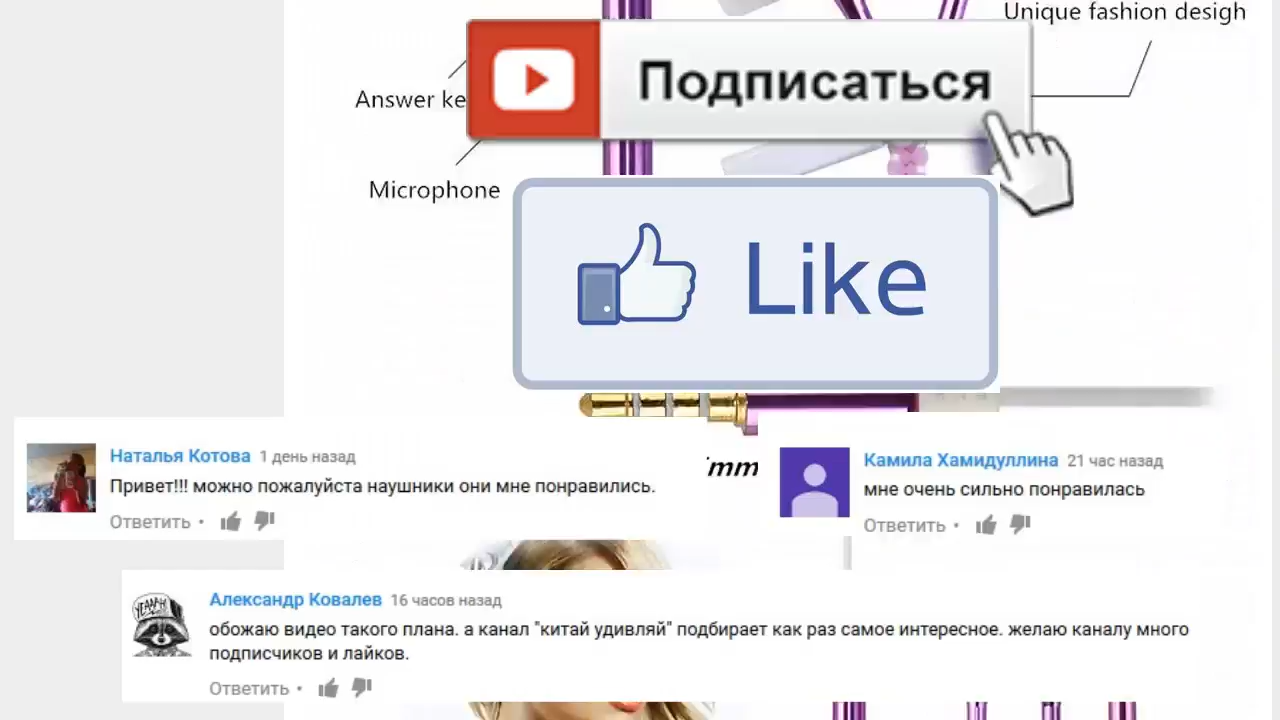 Unique fashion desigh
Подписаться
Answer ke
Microphone
Like
'mm
Наталья Котова 1 день назад
Привет!!! можно пожалуйста наушники они мне понравились.
Ответить •
Камила Хамидуллина 21 час назад
мне очень сильно понравилась
Ответить •
YEAAH!
Александр Ковалев 16 часов назад
обожаю видео такого плана. а канал "китай удивляй" подбирает как раз самое интересное. желаю каналу много
подписчиков и лайков.
Ответить •